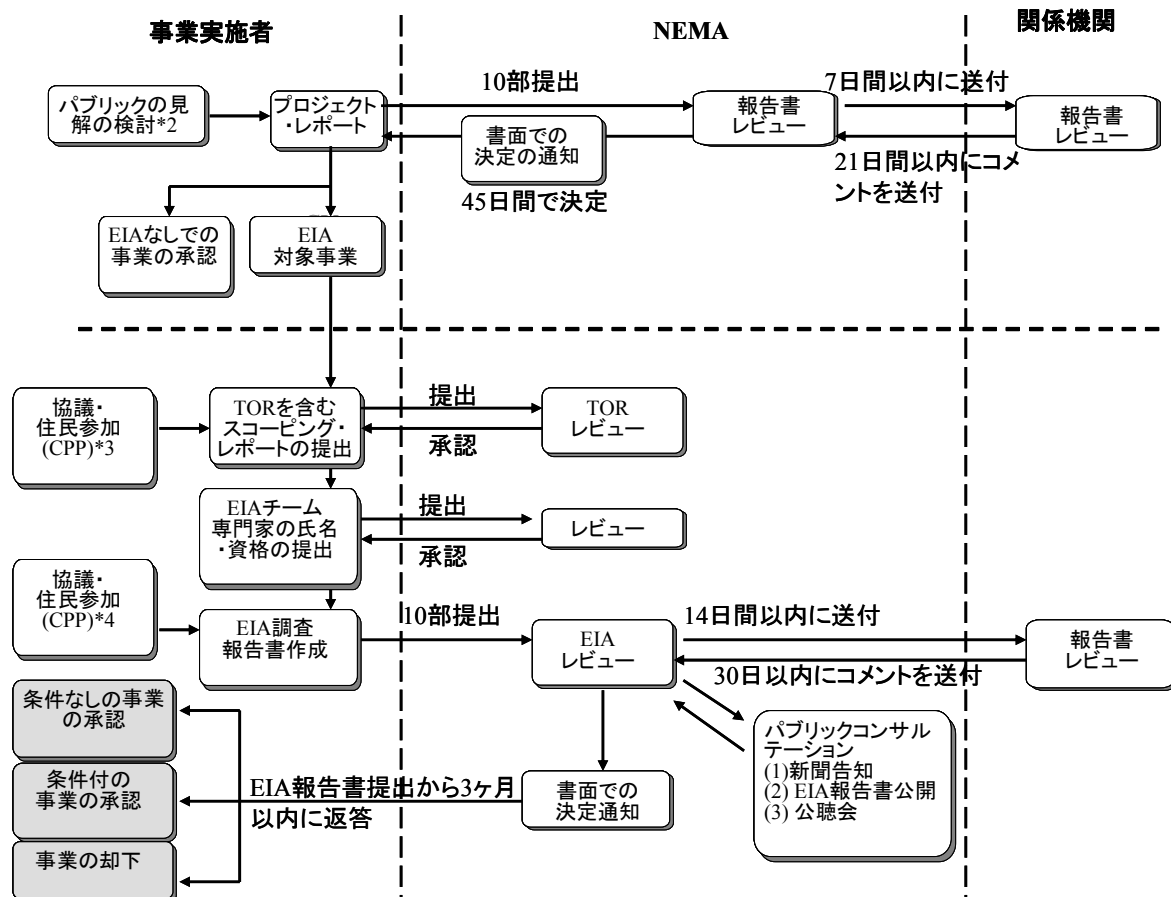 事業実施者
NEMA
関係機関
パブリックの見
解の検討*2
プロジェクト
・レポート
10部提出
報告書
レビュー
7日間以内に送付
報告書
レビュー
書面での
決定の通知
45日間で決定
21日間以内にコメ
ントを送付
EIAなしでの
事業の承認
EIA
対象事業
協議・
住民参加
(CPP)*3
TORを含む
スコーピング・
レポートの提出
提出
承認
TOR
レビュー
EIAチーム
専門家の氏名
・資格の提出
提出
承認
レビュー
協議・
住民参加
(CPP)*4
EIA調査
報告書作成
10部提出
EIA
レビュー
14日間以内に送付
30日以内にコメントを送付
報告書
レビュー
条件なしの事業
の承認
条件付の
事業の承認
事業の却下
EIA報告書提出から3ヶ月
以内に返答
書面での
決定通知
パブリックコンサル
テーション
(1)新聞告知
(2) EIA報告書公開
(3) 公聴会